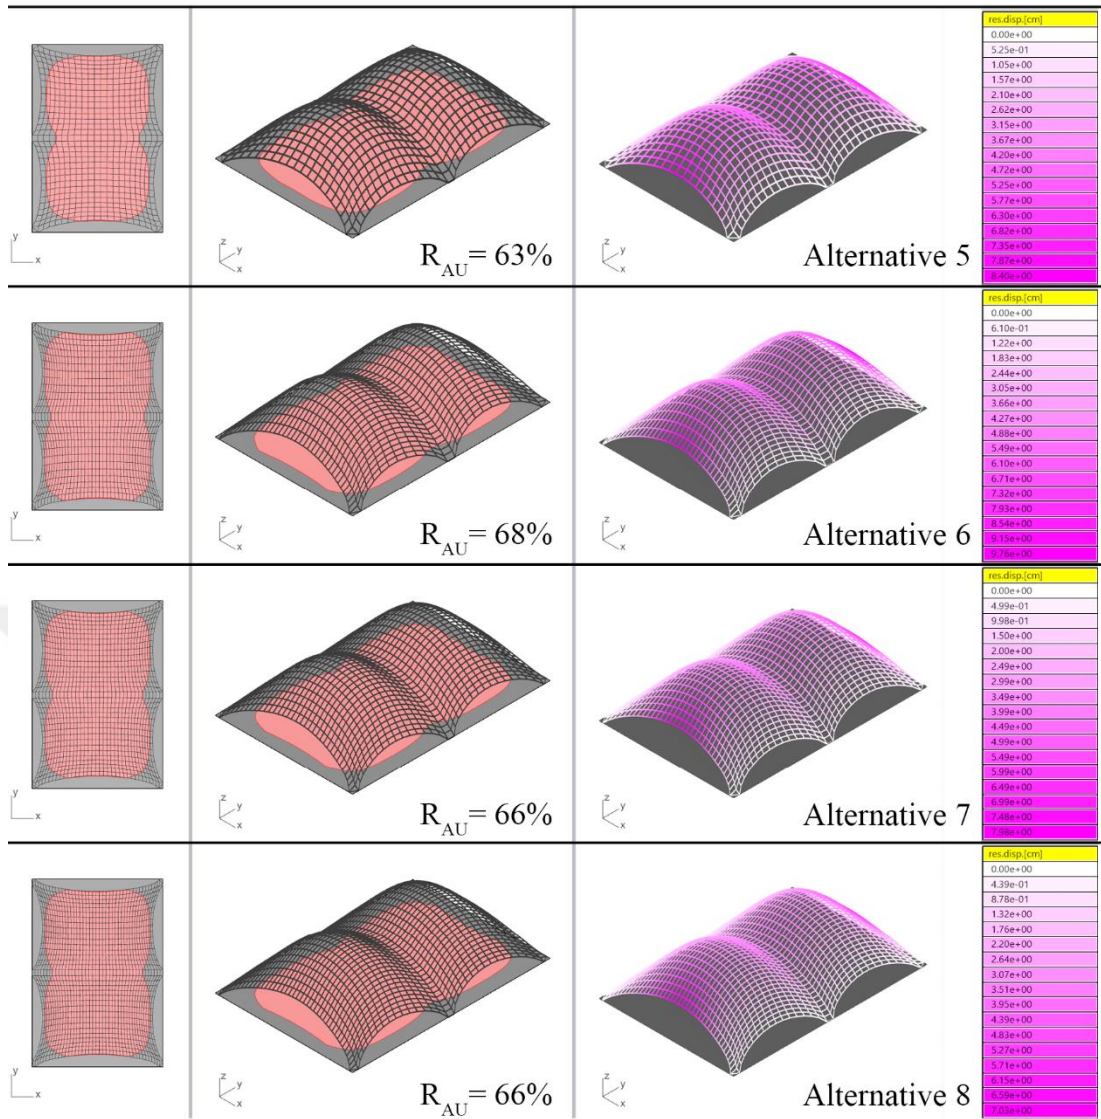 res.disp.[cm]
0.00e+00
5.25e-01
1.05e+00
1.57e+00
2.10e+00
2.62e+00
3.15e+00
3.67e+00
4.20e+00
4.72e+00
5.25e+00
5.77e+00
6.30e+00
6.82e+00
7.35e+00
7.87e+00
8.40e+00
y
x
z
y
x
R_AU = 63%
z
y
x
Alternative 5
res.disp.[cm]
0.00e+00
6.10e-01
1.22e+00
1.83e+00
2.44e+00
3.05e+00
3.66e+00
4.27e+00
4.88e+00
5.49e+00
6.10e+00
6.71e+00
7.32e+00
7.93e+00
8.54e+00
9.15e+00
9.76e+00
y
x
z
y
x
R_AU = 68%
z
y
x
Alternative 6
res.disp.[cm]
0.00e+00
4.99e-01
9.98e-01
1.50e+00
2.00e+00
2.49e+00
2.99e+00
3.49e+00
3.99e+00
4.49e+00
4.99e+00
5.49e+00
5.99e+00
6.49e+00
6.99e+00
7.48e+00
7.98e+00
y
x
z
y
x
R_AU = 66%
z
y
x
Alternative 7
res.disp.[cm]
0.00e+00
4.39e-01
8.78e-01
1.32e+00
1.76e+00
2.20e+00
2.64e+00
3.07e+00
3.51e+00
3.95e+00
4.39e+00
4.83e+00
5.27e+00
5.71e+00
6.15e+00
6.59e+00
7.03e+00
y
x
z
y
x
R_AU = 66%
z
y
x
Alternative 8